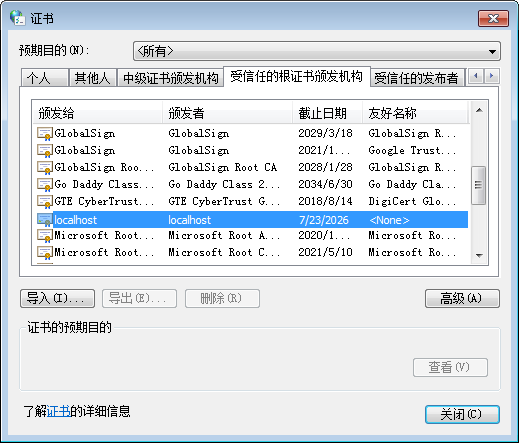 证书
预期目的(N): <所有>
个人 其他人 中级证书颁发机构 受信任的根证书颁发机构 受信任的发布者
颁发给 颁发者 截止日期 友好名称
GlobalSign GlobalSign 2029/3/18 GlobalSign R...
GlobalSign GlobalSign 2021/1... Google Trust...
GlobalSign Roo... GlobalSign Root CA 2028/1/28 GlobalSign Ro...
Go Daddy Class... Go Daddy Class 2... 2034/6/30 Go Daddy Cla...
GTE CyberTrust... GTE CyberTrust G... 2018/8/14 DigiCert Glo...
localhost localhost 7/23/2026 <None>
Microsoft Root... Microsoft Root A... 2020/1... Microsoft Ro...
Microsoft Root... Microsoft Root C... 2021/5/10 Microsoft Ro...
导入(I)... 导出(E)... 删除(R) 高级(A)
证书的预期目的
查看(V)
了解证书的详细信息
关闭(C)